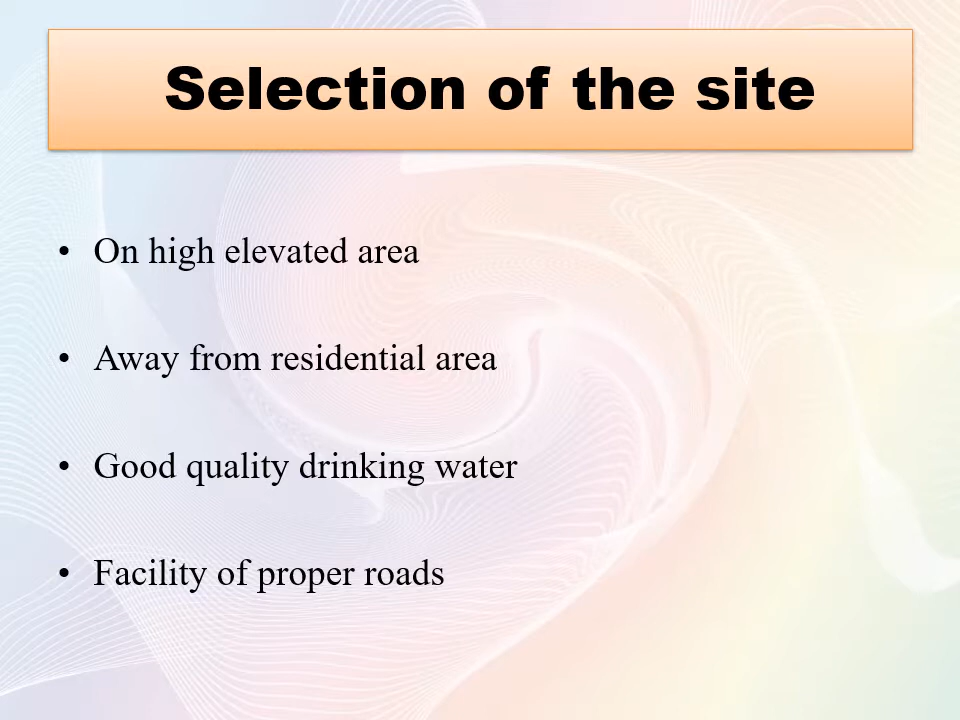 Selection of the site
• On high elevated area
• Away from residential area
• Good quality drinking water
• Facility of proper roads